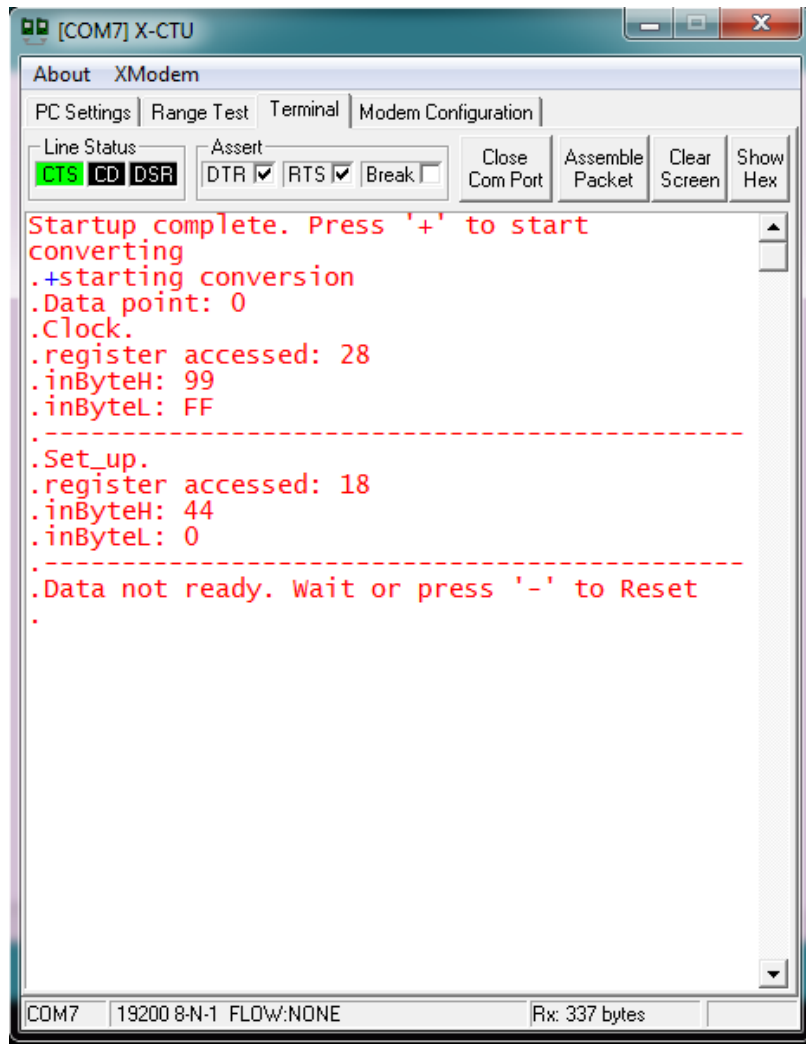 [COM7] X-CTU
About XModem
PC Settings Range Test Terminal Modem Configuration
Line Status
CTS CD DSR
Assert
DTR RTS Break
Close Com Port
Assemble Packet
Clear Screen
Show Hex
Startup complete. Press '+' to start
converting
.+starting conversion
.Data point: 0
.Clock.
.register accessed: 28
.inByteH: 99
.inByteL: FF
.---------------------------------------------
.Set_up.
.register accessed: 18
.inByteH: 44
.inByteL: 0
.---------------------------------------------
.Data not ready. Wait or press '-' to Reset
.
COM7 19200 8-N-1 FLOW:NONE Rx: 337 bytes